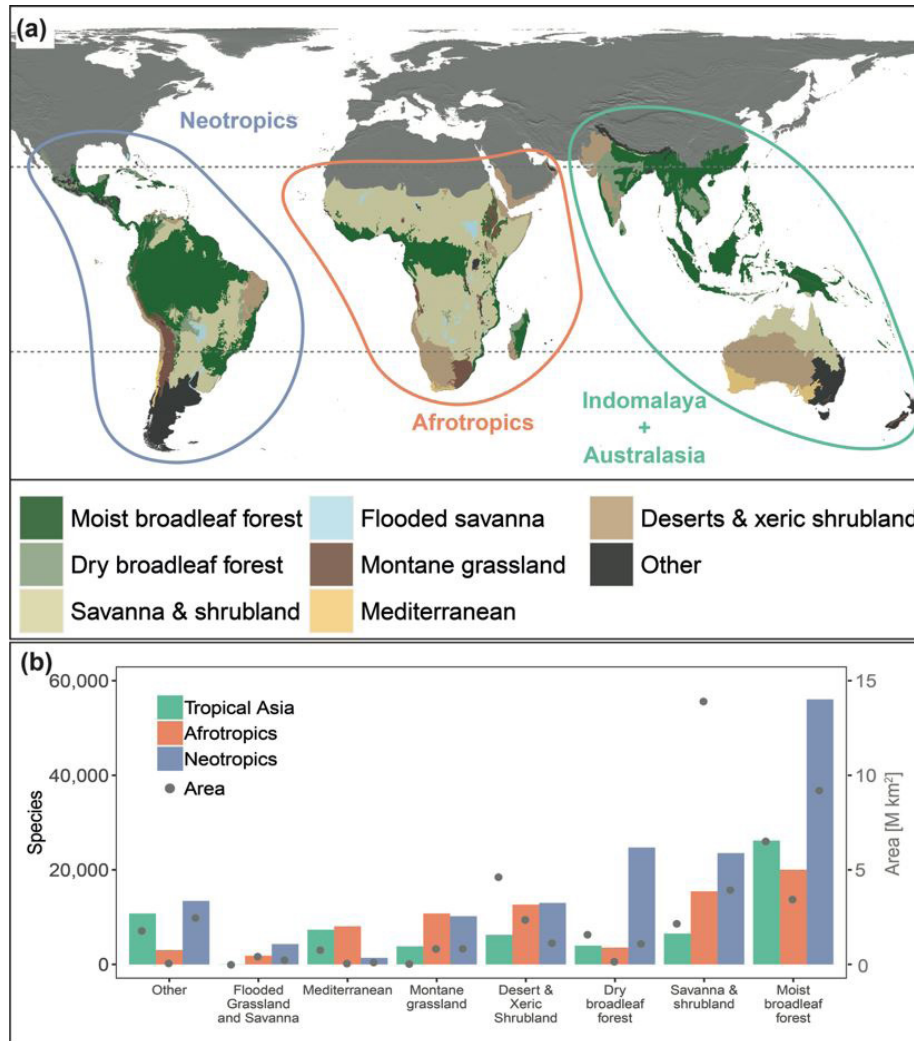 (a)
Neotropics
Afrotropics
Indomalaya
+
Australasia
Moist broadleaf forest
Flooded savanna
Deserts & xeric shrubland
Dry broadleaf forest
Montane grassland
Other
Savanna & shrubland
Mediterranean
(b)
60,000
40,000
20,000
0
Species
Tropical Asia
Afrotropics
Neotropics
Area
15
10
5
0
Area [M km²]
Other
Flooded
Grassland
and Savanna
Mediterranean
Montane
grassland
Desert &
Xeric
Shrubland
Dry
broadleaf
forest
Savanna &
shrubland
Moist
broadleaf
forest